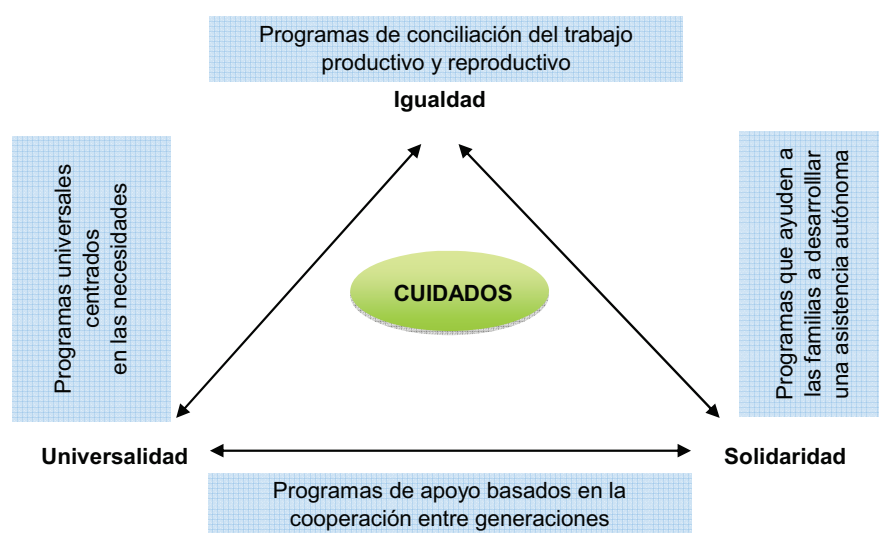 Programas de conciliación del trabajo
productivo y reproductivo
Igualdad
Programas universales
centrados
en las necesidades
CUIDADOS
Programas que ayuden a
las familias a desarrolllar
una asistencia autónoma
Universalidad
Solidaridad
Programas de apoyo basados en la
cooperación entre generaciones